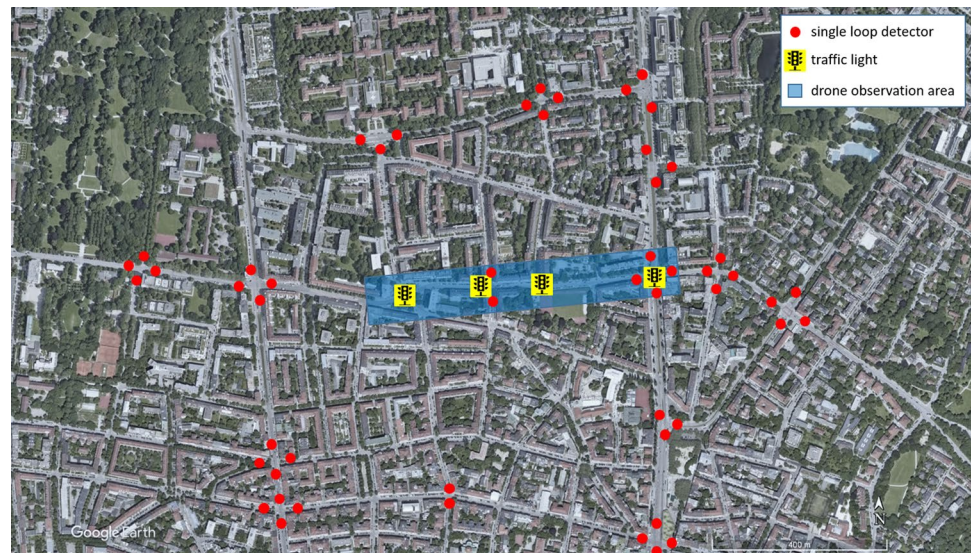 single loop detector
traffic light
drone observation area
Google Earth
N
400 m